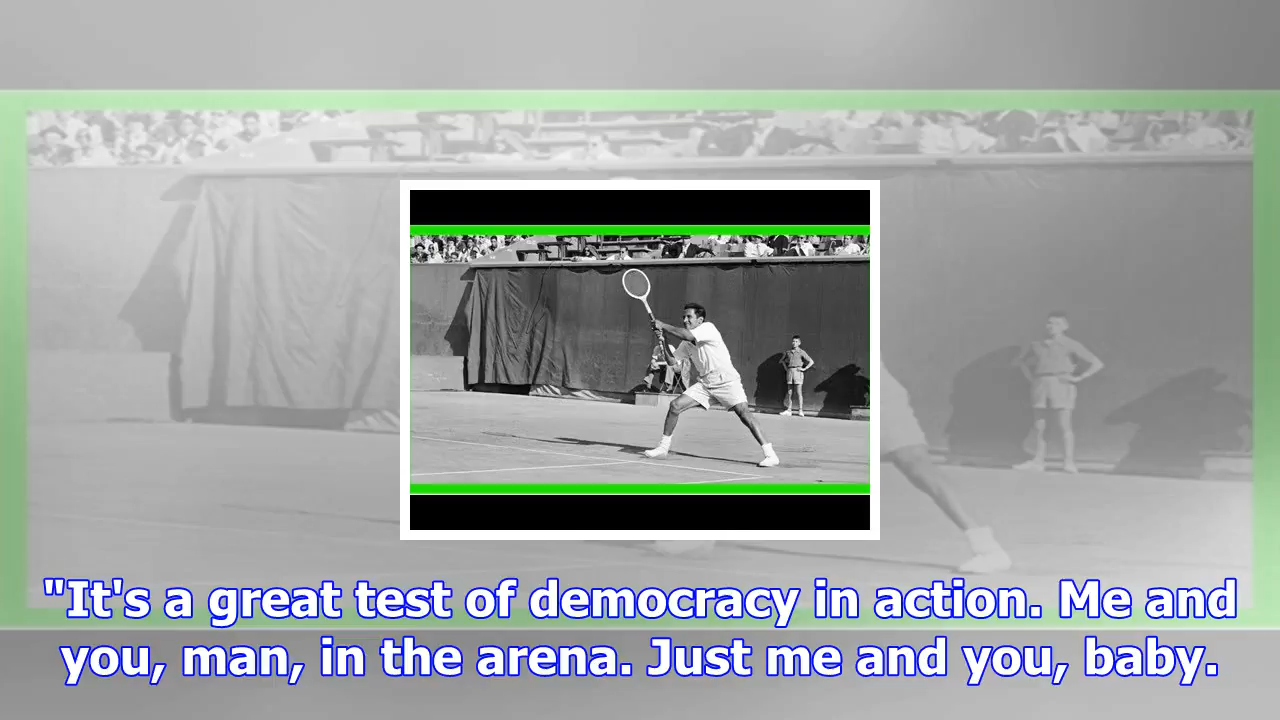 "It's a great test of democracy in action. Me and
you, man, in the arena. Just me and you, baby.